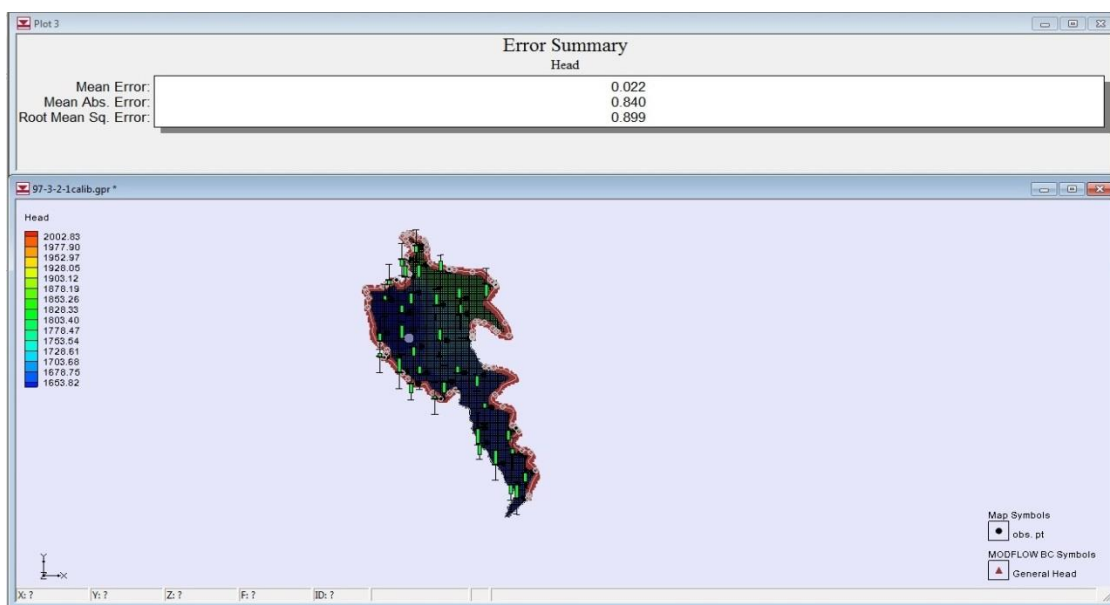 Plot 3
Error Summary
Head
Mean Error: 0.022
Mean Abs. Error: 0.840
Root Mean Sq. Error: 0.899
97-3-2-1calib.gpr *
Head
2002.83
1977.90
1952.97
1928.05
1903.12
1878.19
1853.26
1828.33
1803.40
1778.47
1753.54
1728.61
1703.68
1678.75
1653.82
Map Symbols
obs. pt
MODFLOW BC Symbols
General Head
Y
Z X
X: ? Y: ? Z: ? F: ? ID: ?